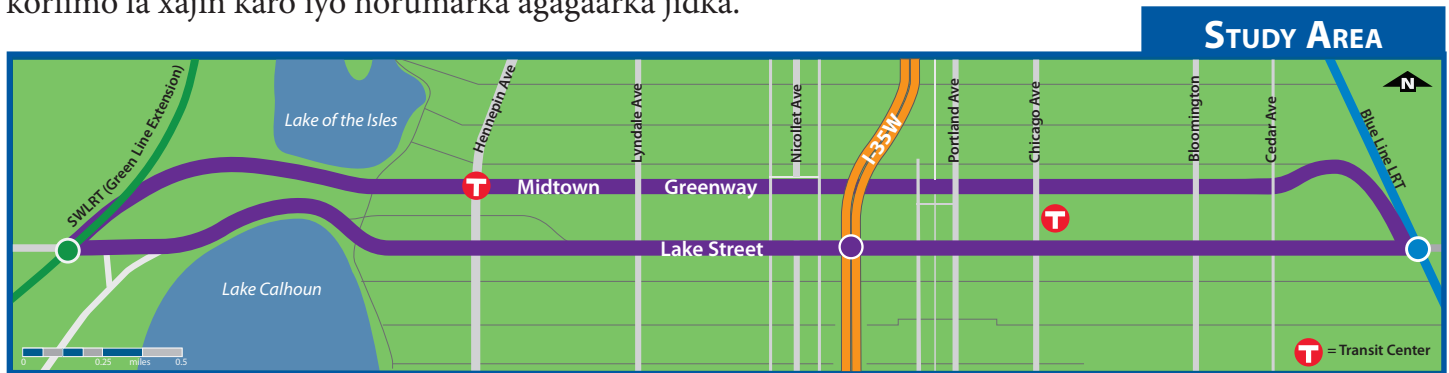 koriimo la xajin karo iyo horumarka agagaarka jidka.
STUDY AREA
SWLRT (Green Line Extension)
Lake of the Isles
Hennepin Ave
Lyndale Ave
Nicollet Ave
I-35W
Portland Ave
Chicago Ave
Bloomington
Cedar Ave
Blue Line LRT
N
T
Midtown Greenway
T
Lake Street
Lake Calhoun
0 0.25 miles 0.5
T = Transit Center